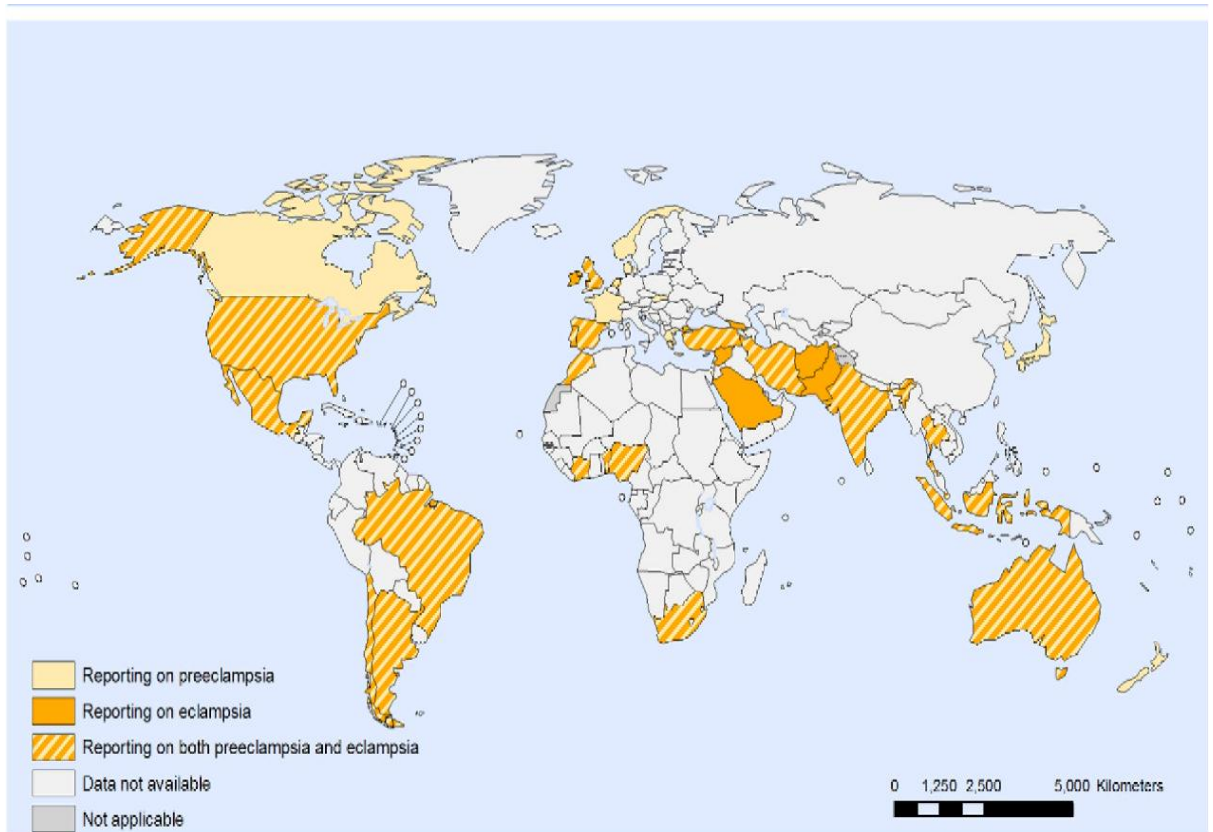 Reporting on preeclampsia
Reporting on eclampsia
Reporting on both preeclampsia and eclampsia
Data not available
Not applicable
0 1,250 2,500 5,000 Kilometers